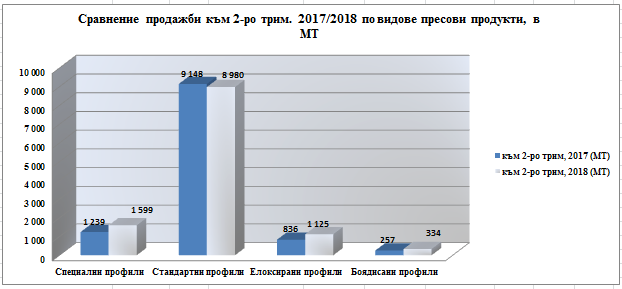 Сравнение продажби към 2-ро трим. 2017/2018 по видове пресови продукти, в
МТ
10 000
9 000
8 000
7 000
6 000
5 000
4 000
3 000
2 000
1 000
0
1 239
1 599
9 148
8 980
836
1 125
257
334
Специални профили
Стандартни профили
Елоксирани профили
Боядисани профили
към 2-ро трим, 2017 (МТ)
към 2-ро трим, 2018 (МТ)